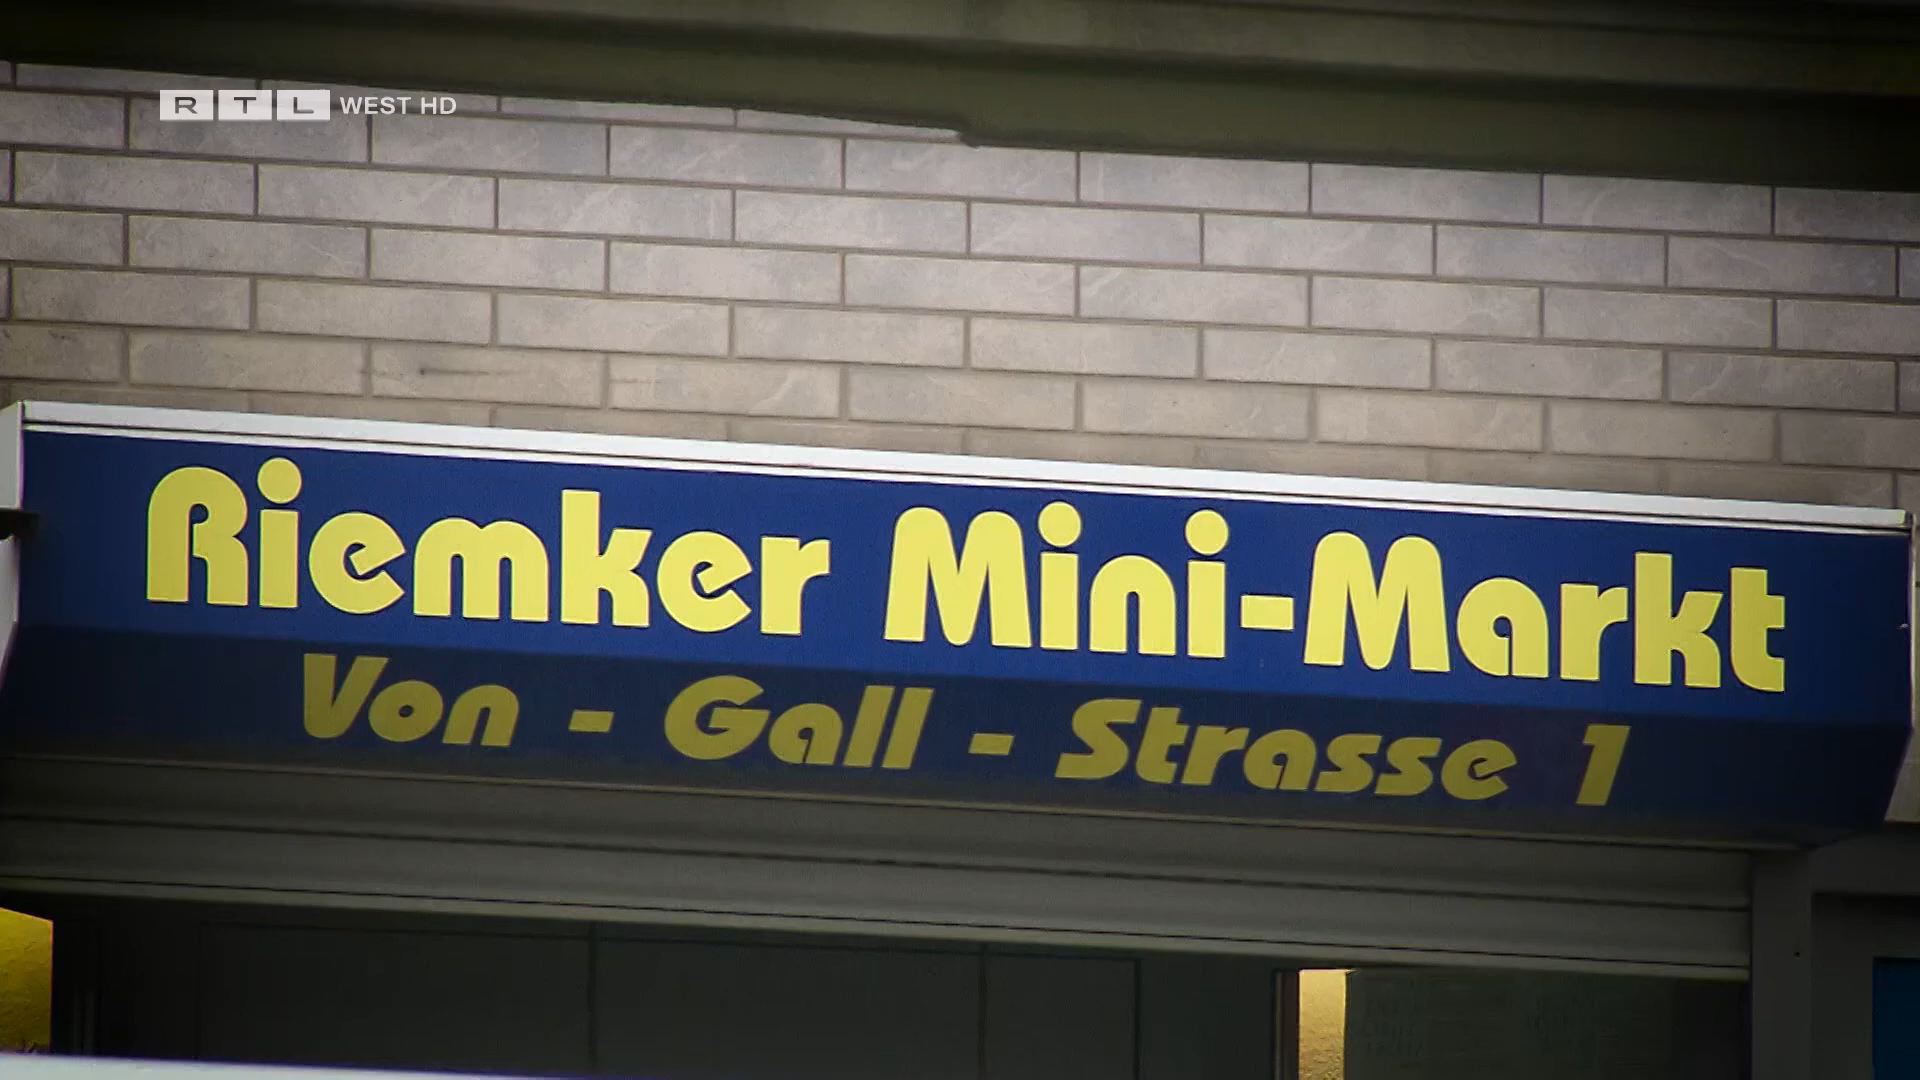 RTL WEST HD
Riemker Mini-Markt
Von - Gall - Strasse 1